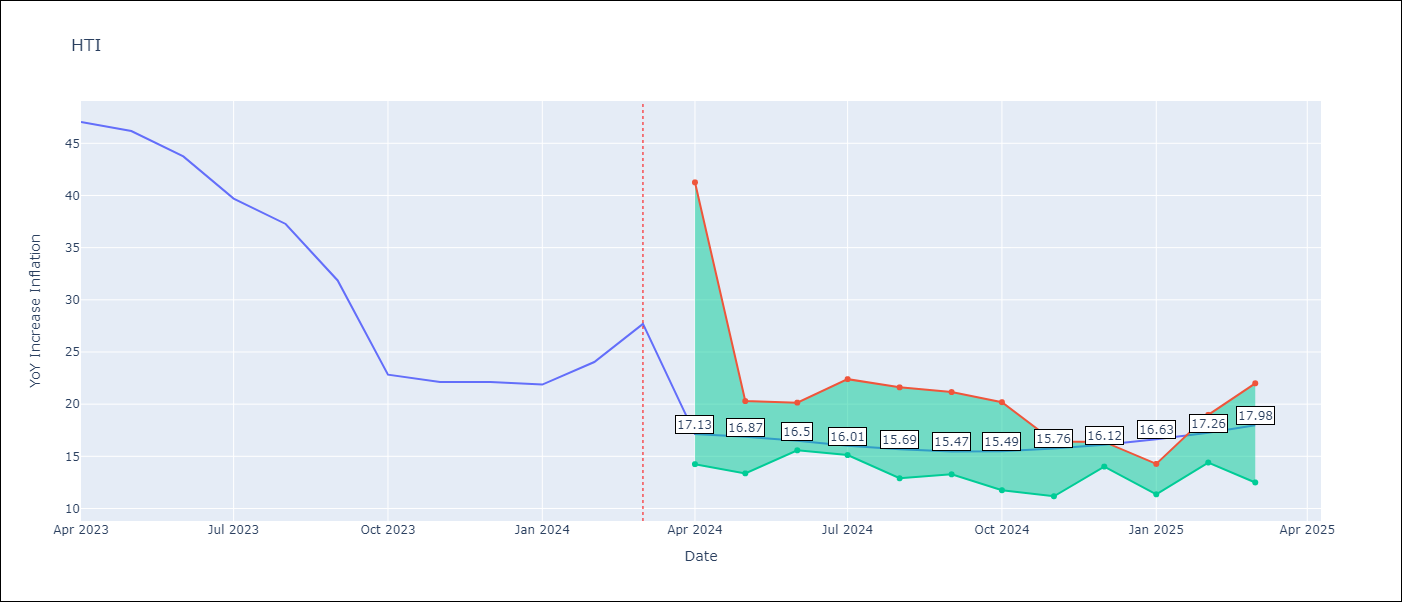 HTI
YoY Increase Inflation
45
40
35
30
25
20
15
10
17.13
16.87
16.5
16.01
15.69
15.47
15.49
15.76
16.12
16.63
17.26
17.98
Apr 2023
Jul 2023
Oct 2023
Jan 2024
Apr 2024
Jul 2024
Oct 2024
Jan 2025
Apr 2025
Date